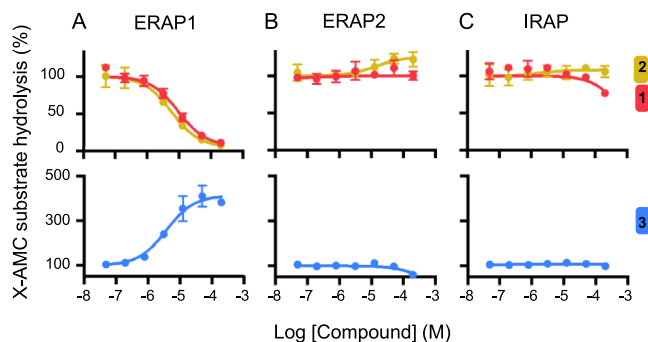 A ERAP1 B ERAP2 C IRAP
X-AMC substrate hydrolysis (%)
100
50
0
2
1
500
300
100
3
-8 -7 -6 -5 -4 -3 -8 -7 -6 -5 -4 -3 -8 -7 -6 -5 -4 -3
Log [Compound] (M)